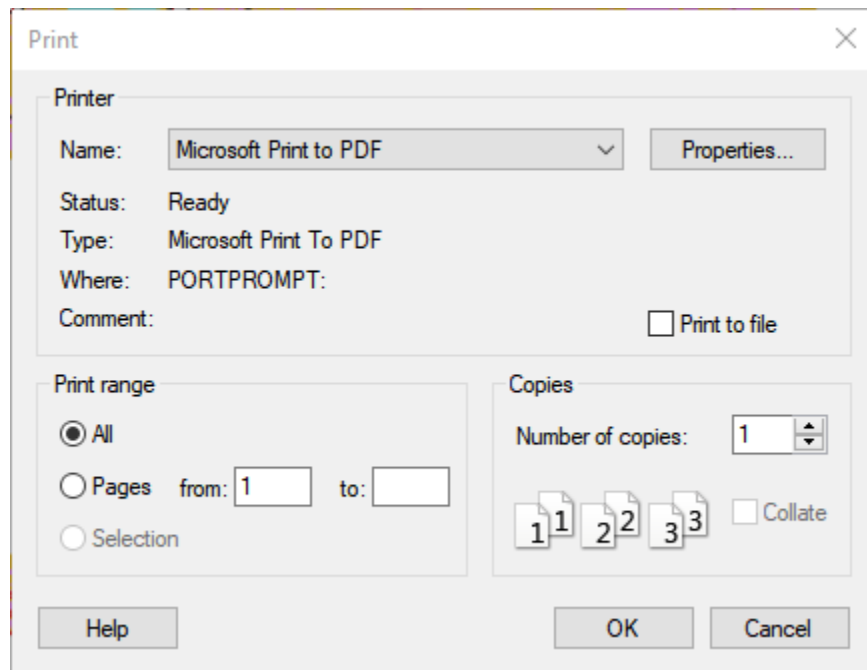 Print
Printer
Name: Microsoft Print to PDF Properties...
Status: Ready
Type: Microsoft Print To PDF
Where: PORTPROMPT:
Comment: Print to file
Print range
All
Pages from: 1 to:
Selection
Copies
Number of copies: 1
1 1 2 2 3 3 Collate
Help OK Cancel